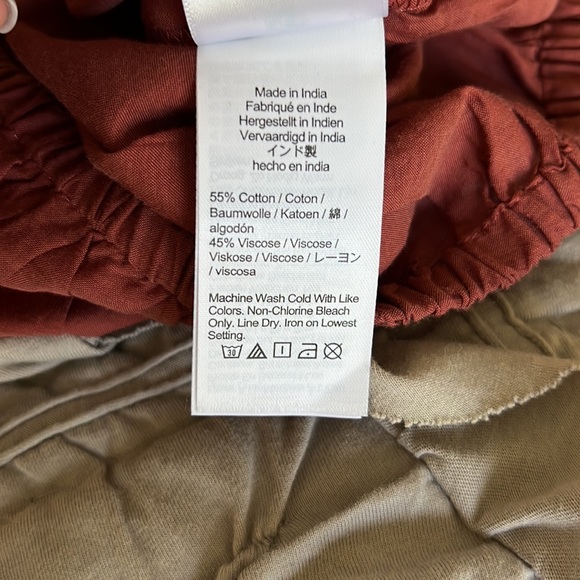 Made in India
Fabriqué en Inde
Hergestellt in Indien
Vervaardigd in India
インド製
hecho en india
55% Cotton / Coton /
Baumwolle / Katoen / 綿 /
algodón
45% Viscose / Viscose /
Viskose / Viscose / レーヨン
/ viscosa
Machine Wash Cold With Like
Colors. Non-Chlorine Bleach
Only. Line Dry. Iron on Lowest
Setting.
30